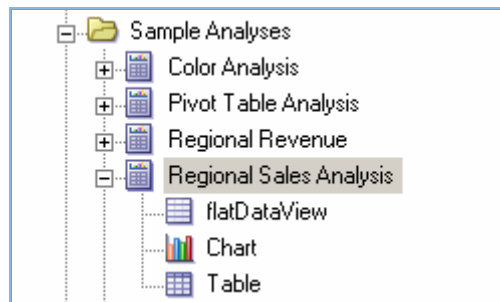 Sample Analyses
Color Analysis
Pivot Table Analysis
Regional Revenue
Regional Sales Analysis
flatDataView
Chart
Table